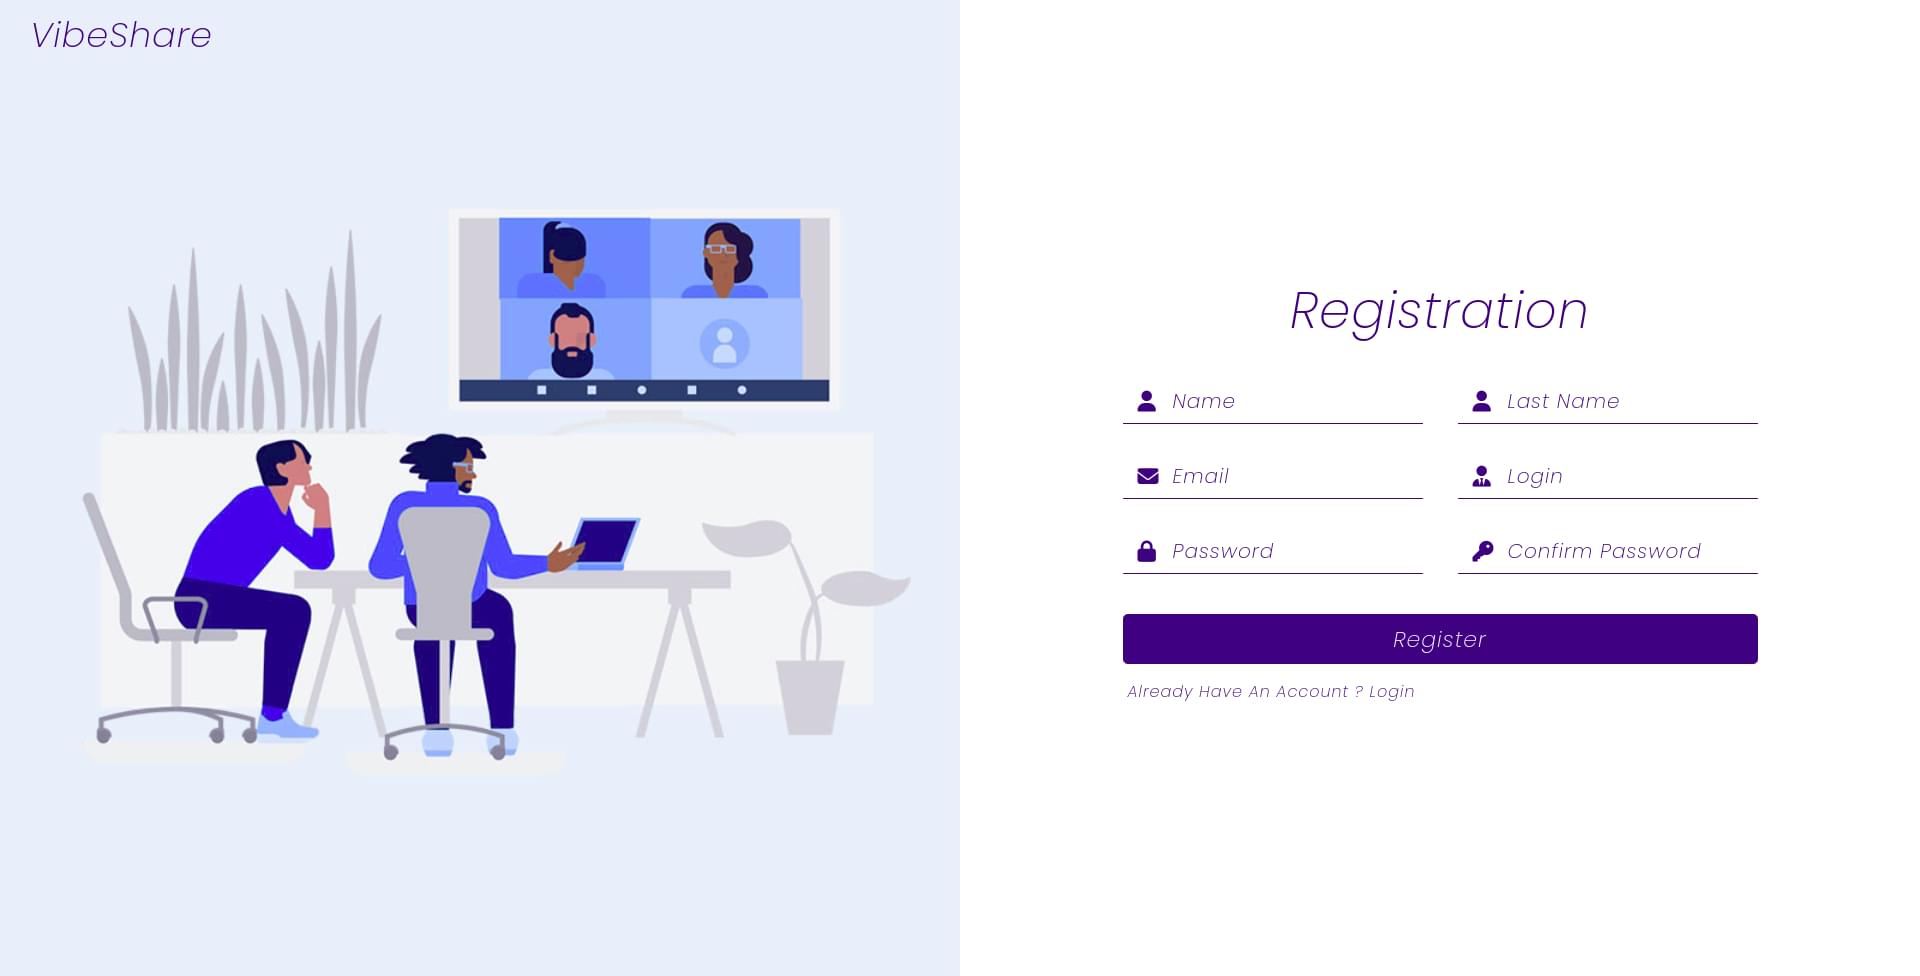 VibeShare
Registration
Name
Last Name
Email
Login
Password
Confirm Password
Register
Already Have An Account ? Login